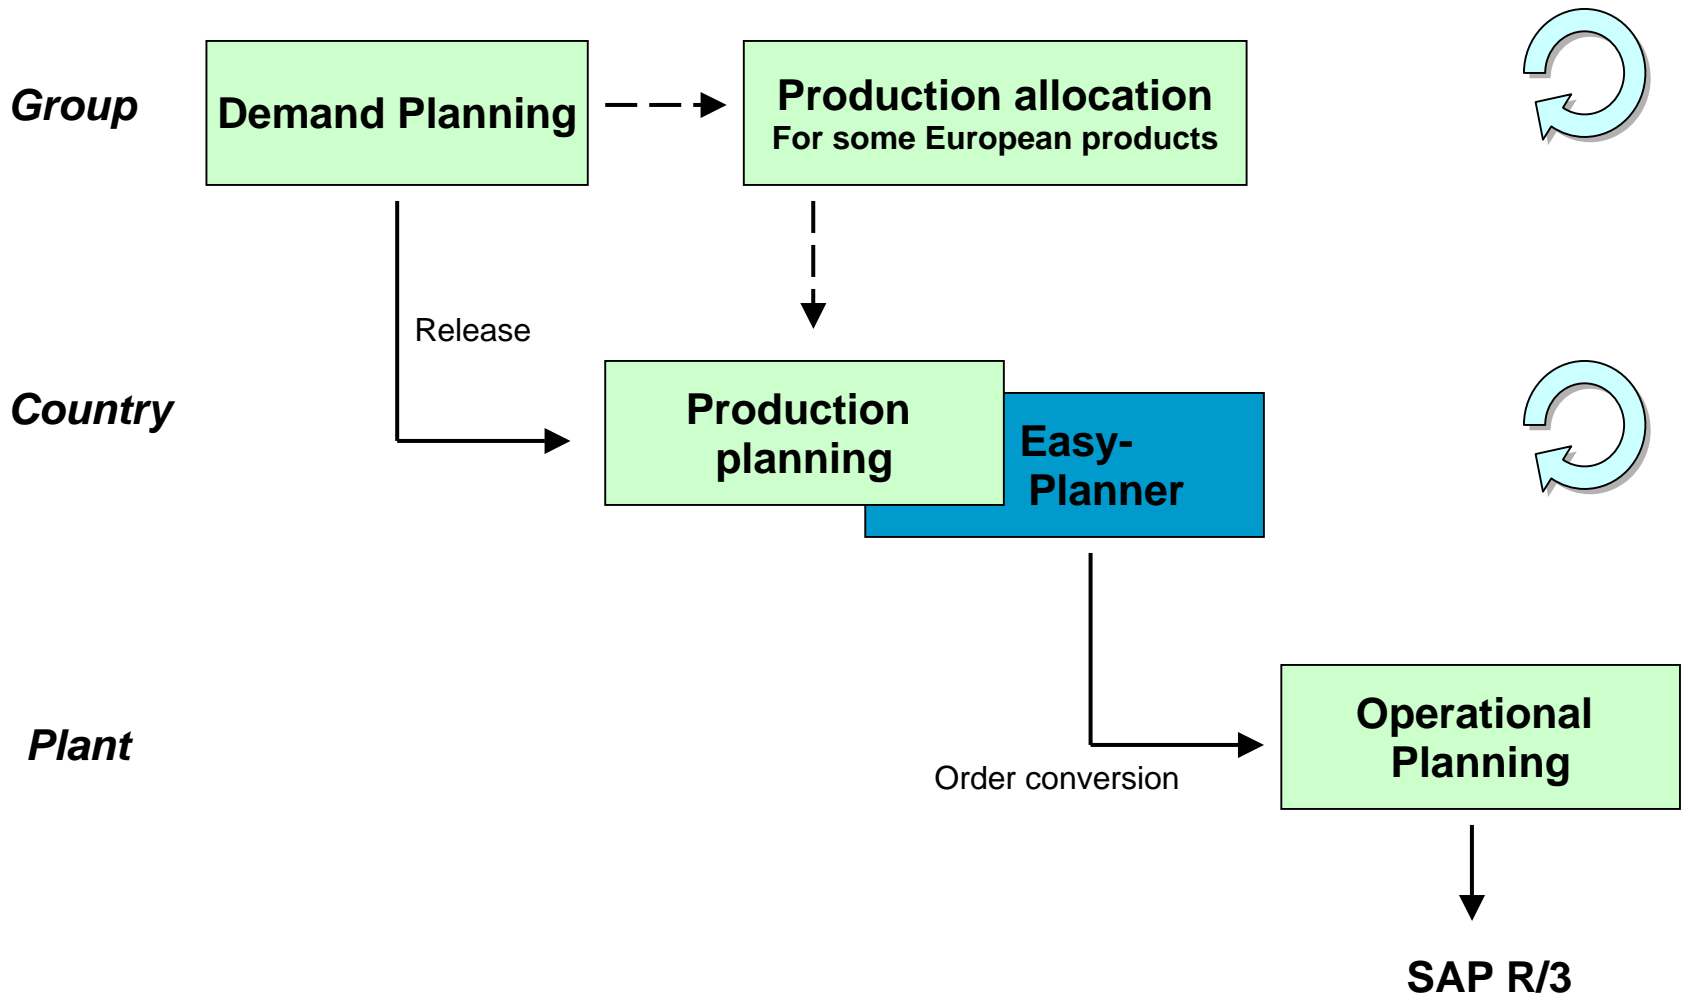 Group
Demand Planning
Production allocation
For some European products
Release
Country
Production
planning
Easy-
Planner
Plant
Operational
Planning
Order conversion
SAP R/3